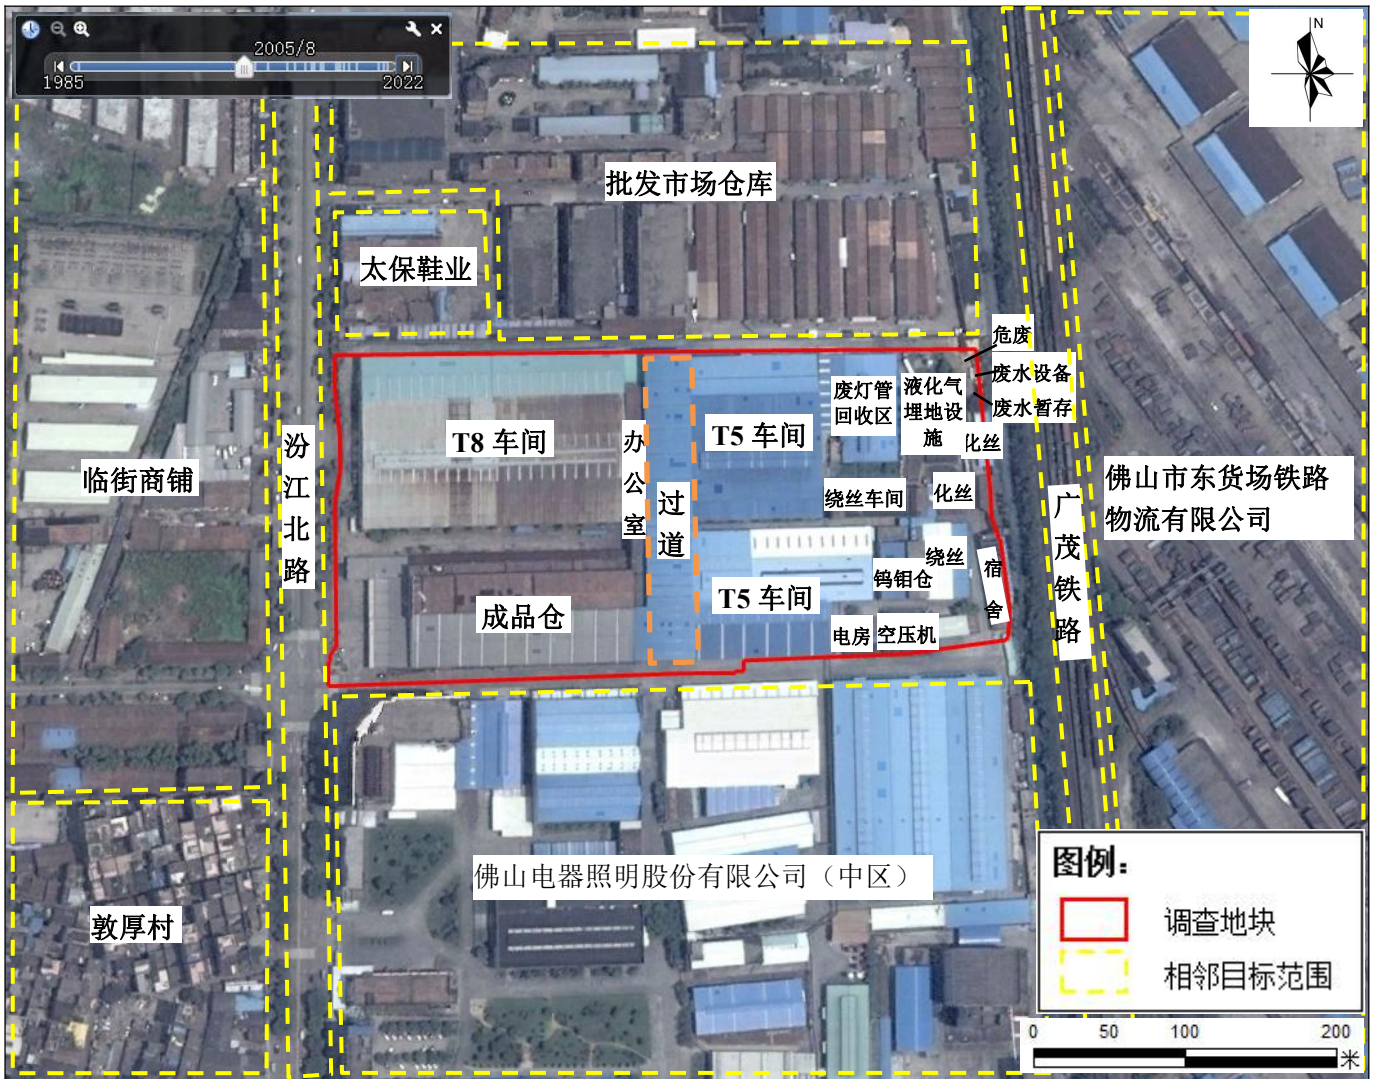 2005/8
1985
2022
N
批发市场仓库
太保鞋业
危废
废水设备
废水暂存
废灯管
回收区
液化气
埋地设
施
化丝
T8 车间
办
公
室
过
道
T5 车间
绕丝车间
化丝
临街商铺
汾
江
北
路
广
茂
铁
路
佛山市东货场铁路
物流有限公司
绕丝
钨钼仓
宿
舍
成品仓
T5 车间
电房
空压机
佛山电器照明股份有限公司（中区）
敦厚村
图例：
调查地块
相邻目标范围
0 50 100 200
米